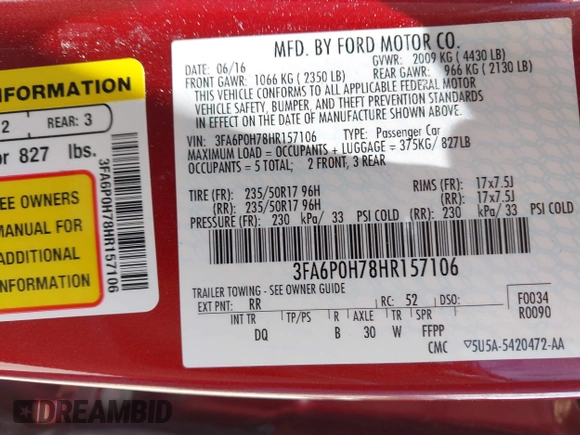 INFORMATION
2 REAR: 3
or 827 lbs.
EE OWNERS
MANUAL FOR
ADDITIONAL
INFORMATION
3FA6P0H78HR157106
MFD. BY FORD MOTOR CO.
06/16 GVWR: 2009 KG ( 4430 LB)
FRONT GAWR: 1066 KG ( 2350 LB) REAR GAWR: 966 KG ( 2130 LB)
THIS VEHICLE CONFORMS TO ALL APPLICABLE FEDERAL MOTOR
VEHICLE SAFETY, BUMPER, AND THEFT PREVENTION STANDARDS
IN EFFECT ON THE DATE OF MANUFACTURE SHOWN ABOVE.
VIN: 3FA6P0H78HR157106 TYPE: Passenger Car
MAXIMUM LOAD = OCCUPANTS + LUGGAGE = 375KG/ 827LB
OCCUPANTS = 5 TOTAL; 2 FRONT, 3 REAR
TIRE (FR): 235/50R17 96H RIMS (FR): 17x7.5J
(RR): 235/50R17 96H (RR): 17x7.5J
PRESSURE (FR): 230 kPa/ 33 PSI COLD (RR): 230 kPa/ 33 PSI COLD
3FA6P0H78HR157106
TRAILER TOWING - SEE OWNER GUIDE
EXT PNT: RR RC: 52 DSO: F0034
R0090
INT TR TP/PS R AXLE TR SPR
DQ B 30 W FFPP
CMC ▽5U5A-5420472-AA
DREAMBID